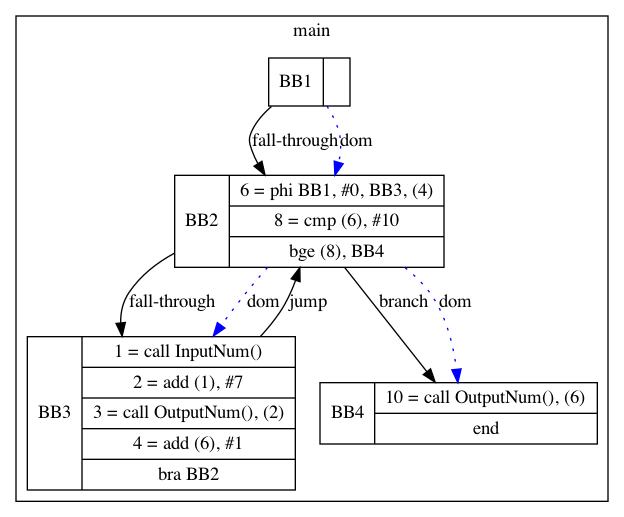 main
BB1
fall-through dom
BB2
6 = phi BB1, #0, BB3, (4)
8 = cmp (6), #10
bge (8), BB4
fall-through dom jump branch dom
BB3
1 = call InputNum()
2 = add (1), #7
3 = call OutputNum(), (2)
4 = add (6), #1
bra BB2
BB4
10 = call OutputNum(), (6)
end